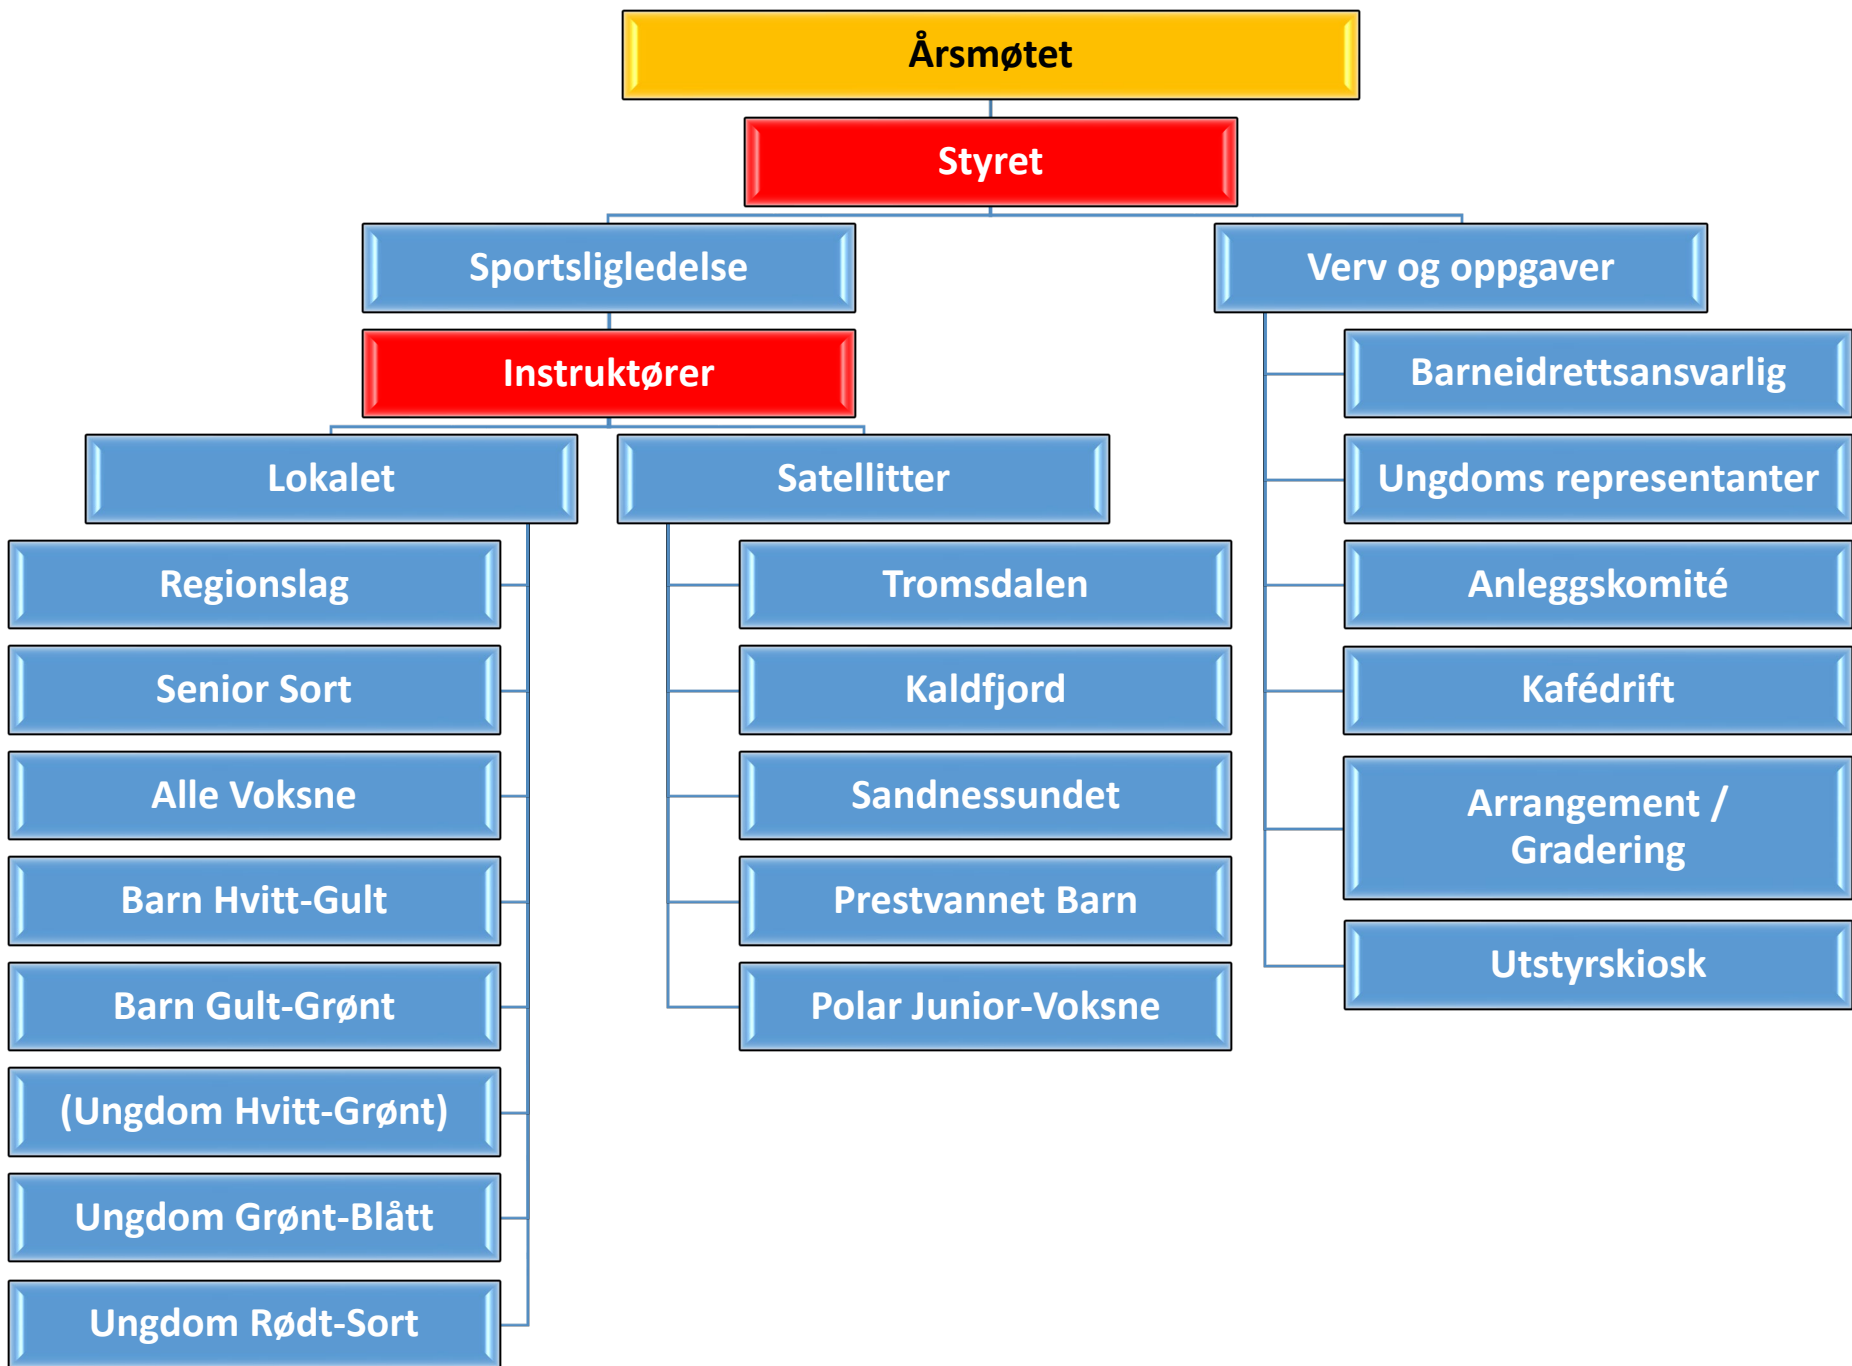 Årsmøtet
Styret
Sportsligledelse
Verv og oppgaver
Instruktører
Lokalet
Satellitter
Regionslag
Senior Sort
Alle Voksne
Barn Hvitt-Gult
Barn Gult-Grønt
(Ungdom Hvitt-Grønt)
Ungdom Grønt-Blått
Ungdom Rødt-Sort
Tromsdalen
Kaldfjord
Sandnessundet
Prestvannet Barn
Polar Junior-Voksne
Barneidrettsansvarlig
Ungdoms representanter
Anleggskomité
Kafédrift
Arrangement /
Gradering
Utstyrskiosk